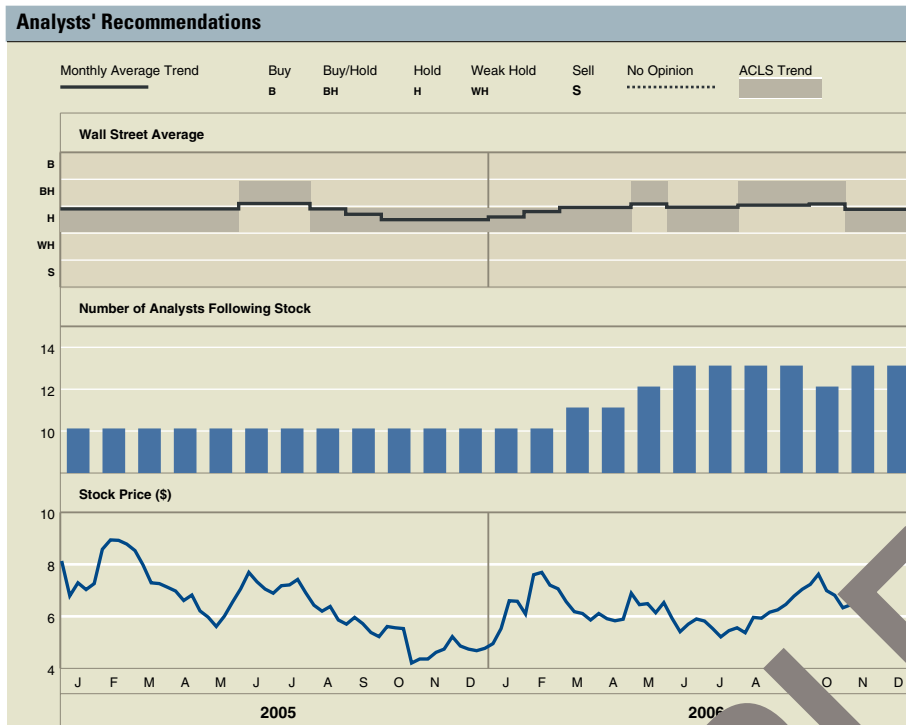 Analysts' Recommendations
Monthly Average Trend Buy Buy/Hold Hold Weak Hold Sell No Opinion ACLS Trend
B BH H WH S
Wall Street Average
B
BH
H
WH
S
Number of Analysts Following Stock
14
12
10
Stock Price ($)
10
8
6
4
J F M A M J J A S O N D J F M A M J J A O N D
2005 2006